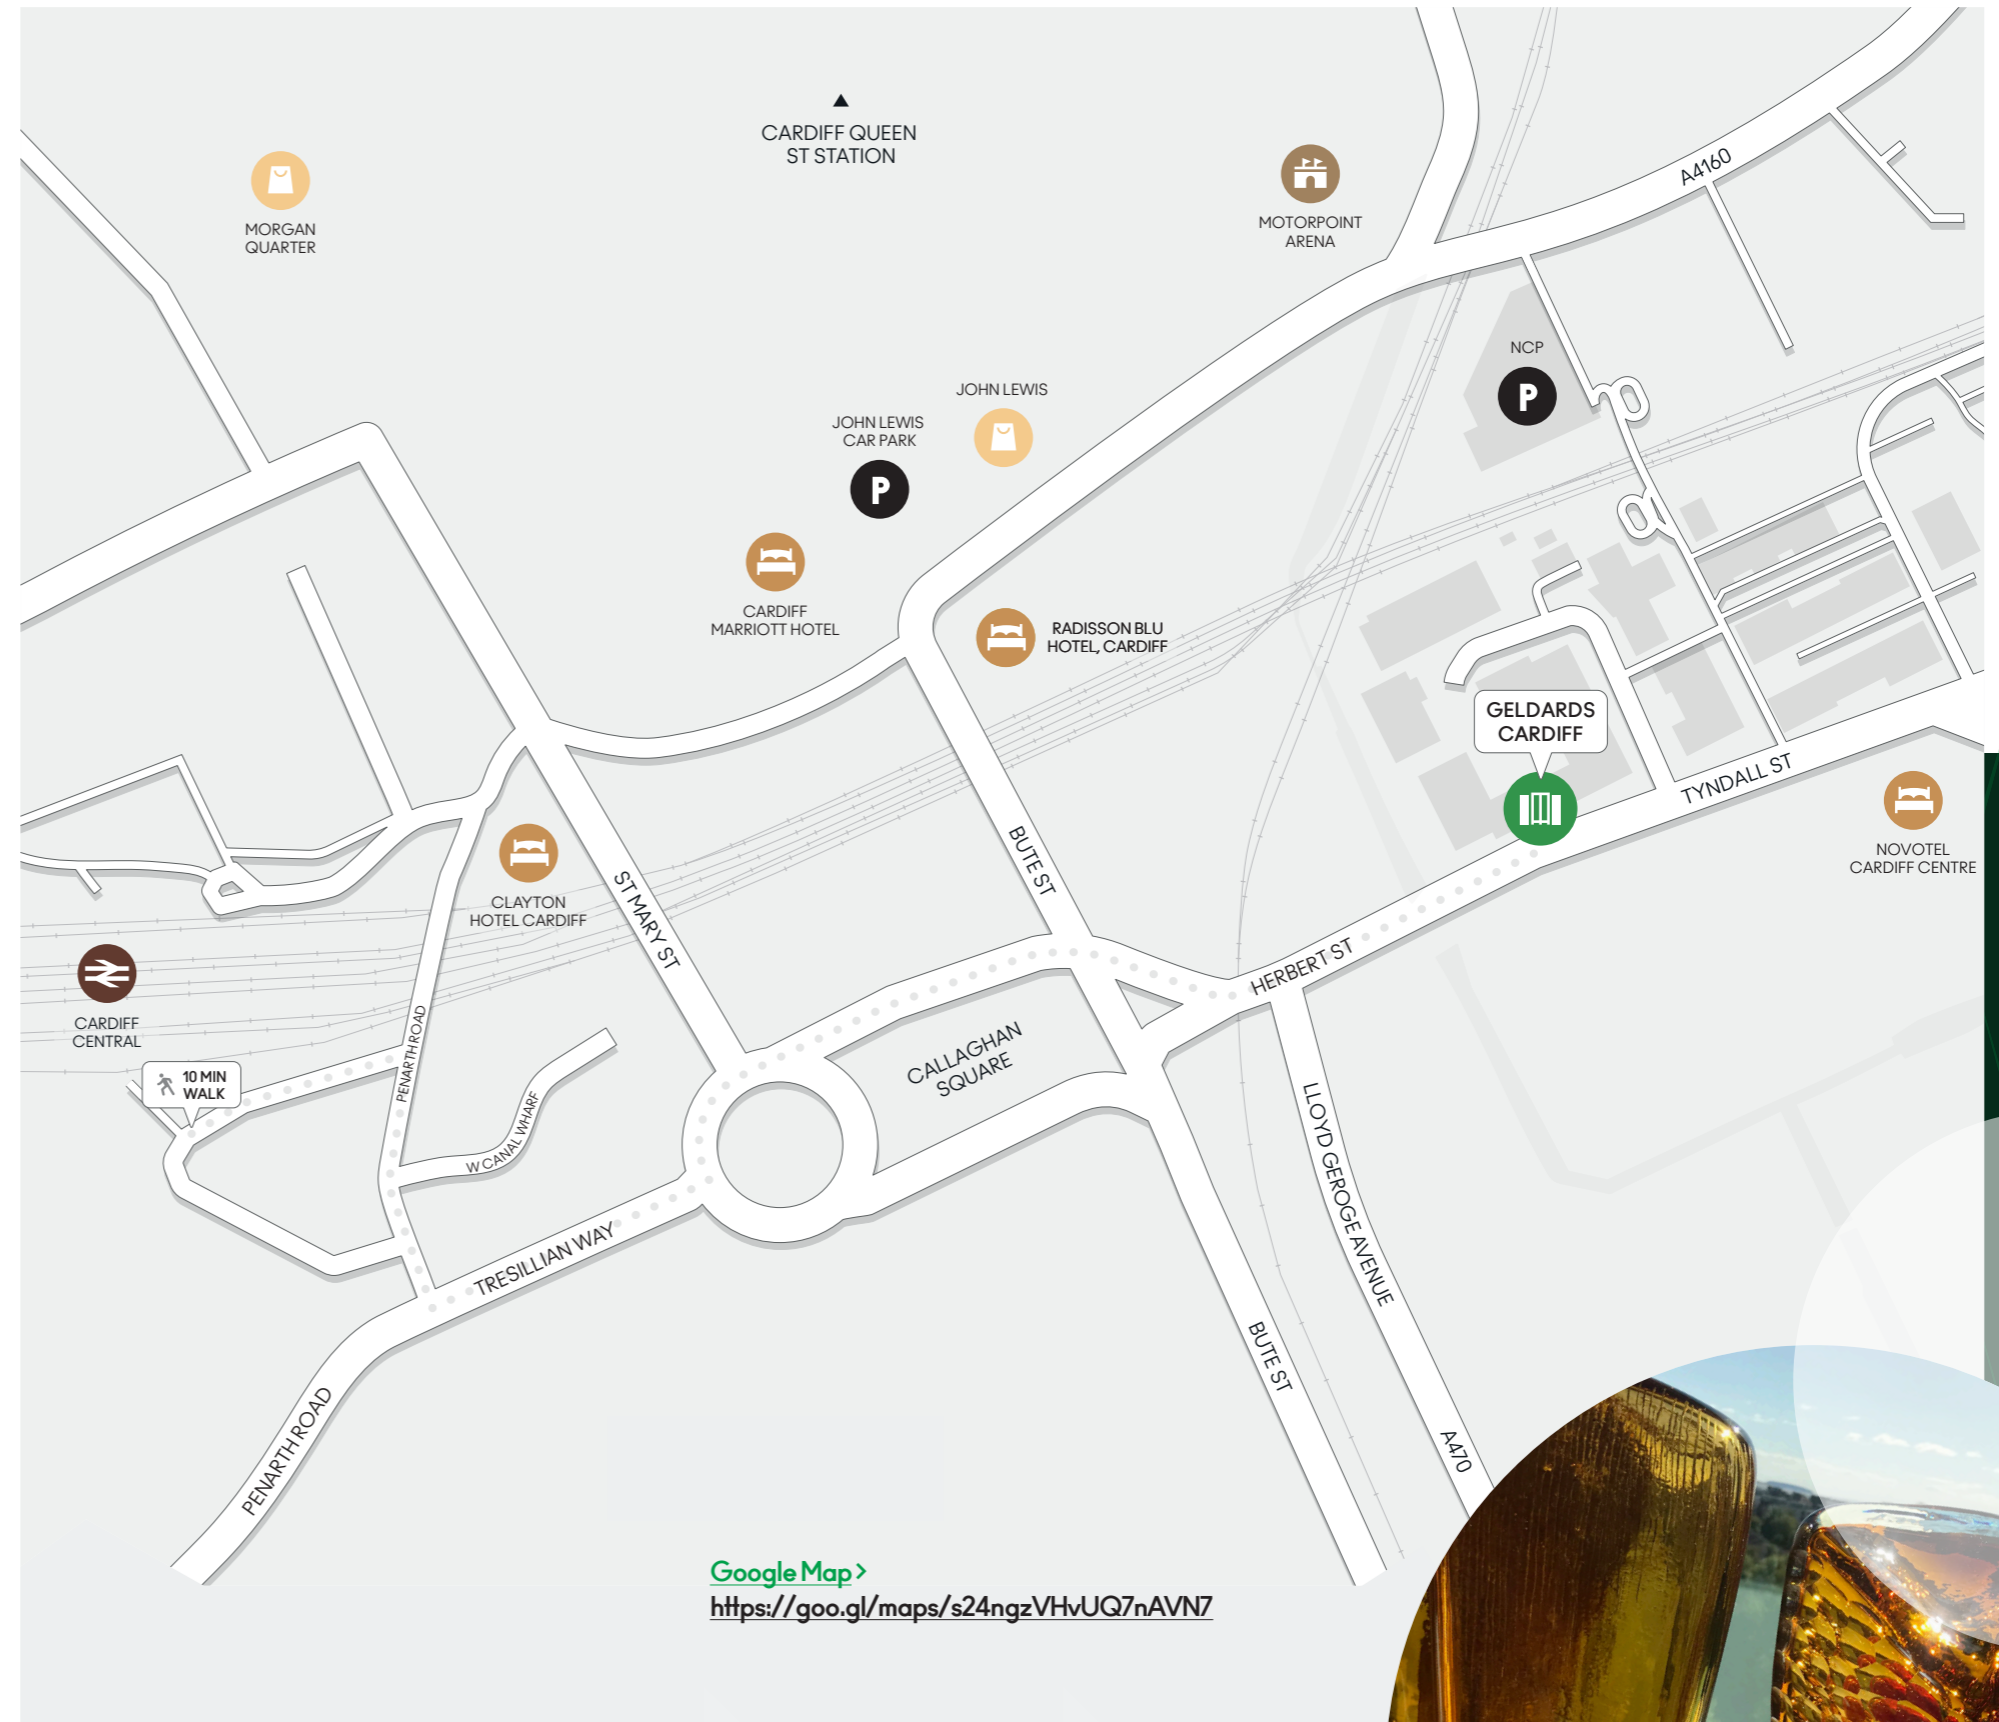 CARDIFF QUEEN
ST STATION
MORGAN
QUARTER
MOTORPOINT
ARENA
A4160
NCP
P
JOHN LEWIS
JOHN LEWIS
CAR PARK
P
CARDIFF
MARRIOTT HOTEL
RADISSON BLU
HOTEL, CARDIFF
GELDARDS
CARDIFF
TYNDALL ST
NOVOTEL
CARDIFF CENTRE
CLAYTON
HOTEL CARDIFF
ST MARY ST
BUTE ST
HERBERT ST
CARDIFF
CENTRAL
10 MIN
WALK
PENARTH ROAD
W CANAL WHARF
CALLAGHAN
SQUARE
TRESILLIAN WAY
LLOYD GEROGE AVENUE
BUTE ST
PENARTH ROAD
A470
Google Map >
https://goo.gl/maps/s24ngzVHvUQ7nAVN7